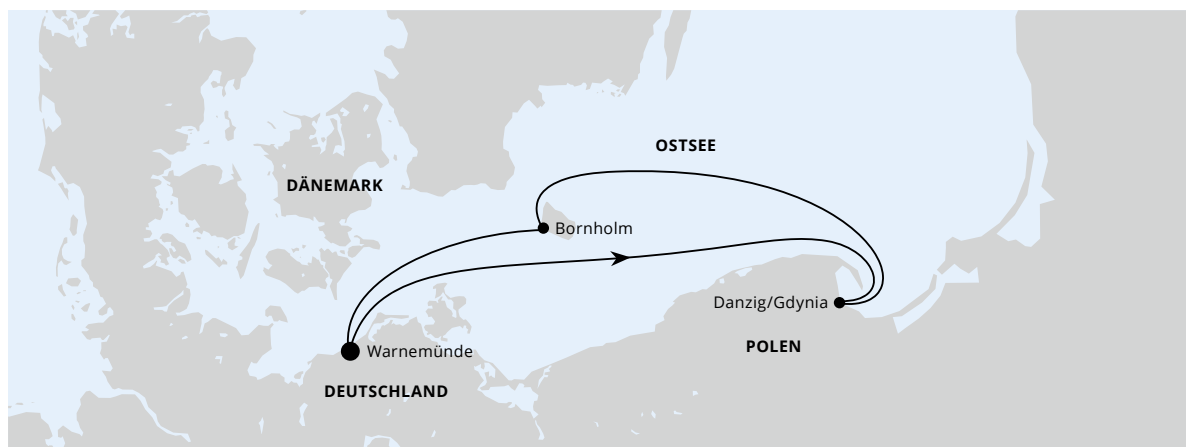 OSTSEE
DÄNEMARK
Bornholm
Danzig/Gdynia
POLEN
Warnemünde
DEUTSCHLAND